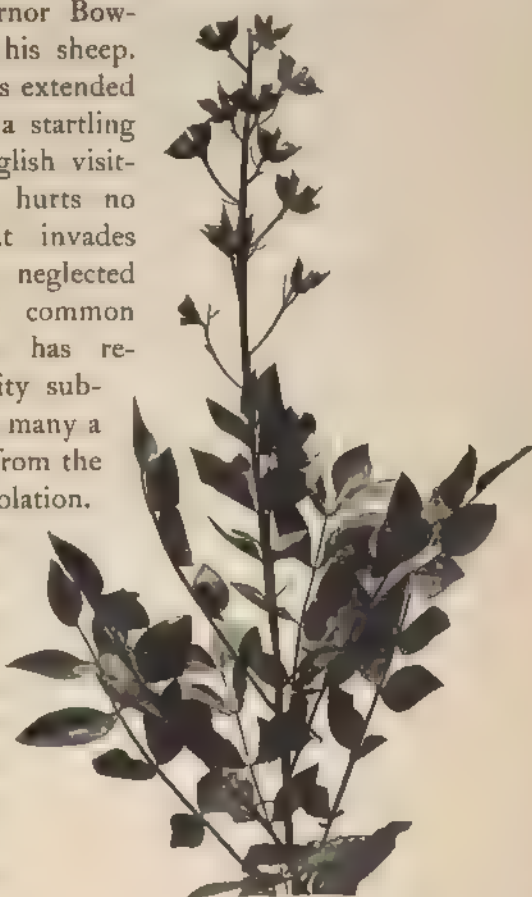 rnor Bow-
his sheep.
s extended
a startling
glish visit-
hurts no
t invades
neglected
common
has re-
ity sub-
many a
from the
olation.